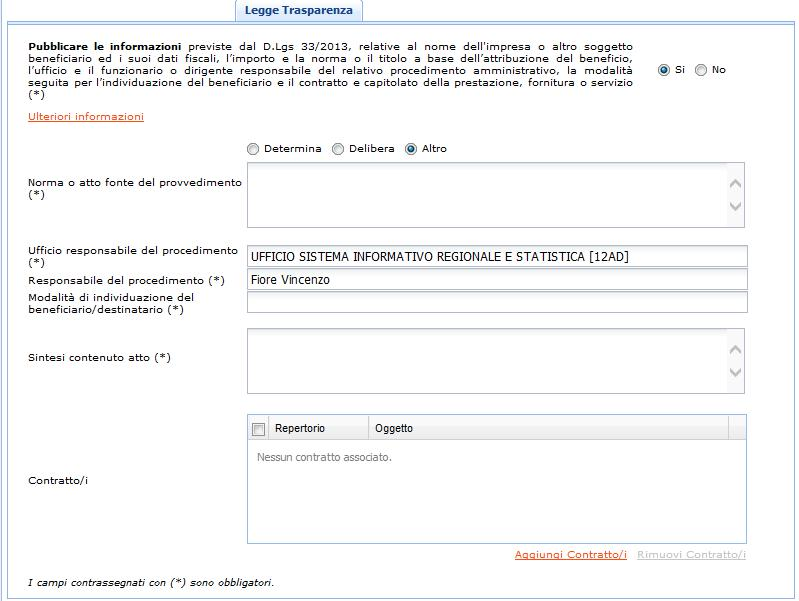 Legge Trasparenza
Pubblicare le informazioni previste dal D.Lgs 33/2013, relative al nome dell'impresa o altro soggetto
beneficiario ed i suoi dati fiscali, l'importo e la norma o il titolo a base dell'attribuzione del beneficio,
l'ufficio e il funzionario o dirigente responsabile del relativo procedimento amministrativo, la modalità
seguita per l'individuazione del beneficiario e il contratto e capitolato della prestazione, fornitura o servizio
(*)
Si No
Ulteriori informazioni
Determina Delibera Altro
Norma o atto fonte del provvedimento
(*)
Ufficio responsabile del procedimento
(*)
UFFICIO SISTEMA INFORMATIVO REGIONALE E STATISTICA [12AD]
Responsabile del procedimento (*)
Fiore Vincenzo
Modalità di individuazione del
beneficiario/destinatario (*)
Sintesi contenuto atto (*)
Repertorio Oggetto
Nessun contratto associato.
Contratto/i
Aggiungi Contratto/i Rimuovi Contratto/i
I campi contrassegnati con (*) sono obbligatori.